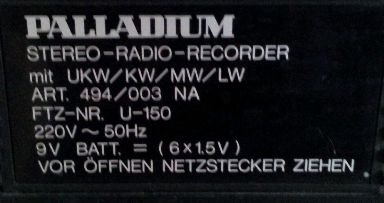 PALLADIUM
STEREO-RADIO-RECORDER
mit UKW/KW/MW/LW
ART. 494/003 NA
FTZ-NR. U-150
220V ~ 50Hz
9V BATT. = (6×1.5V)
VOR ÖFFNEN NETZSTECKER ZIEHEN